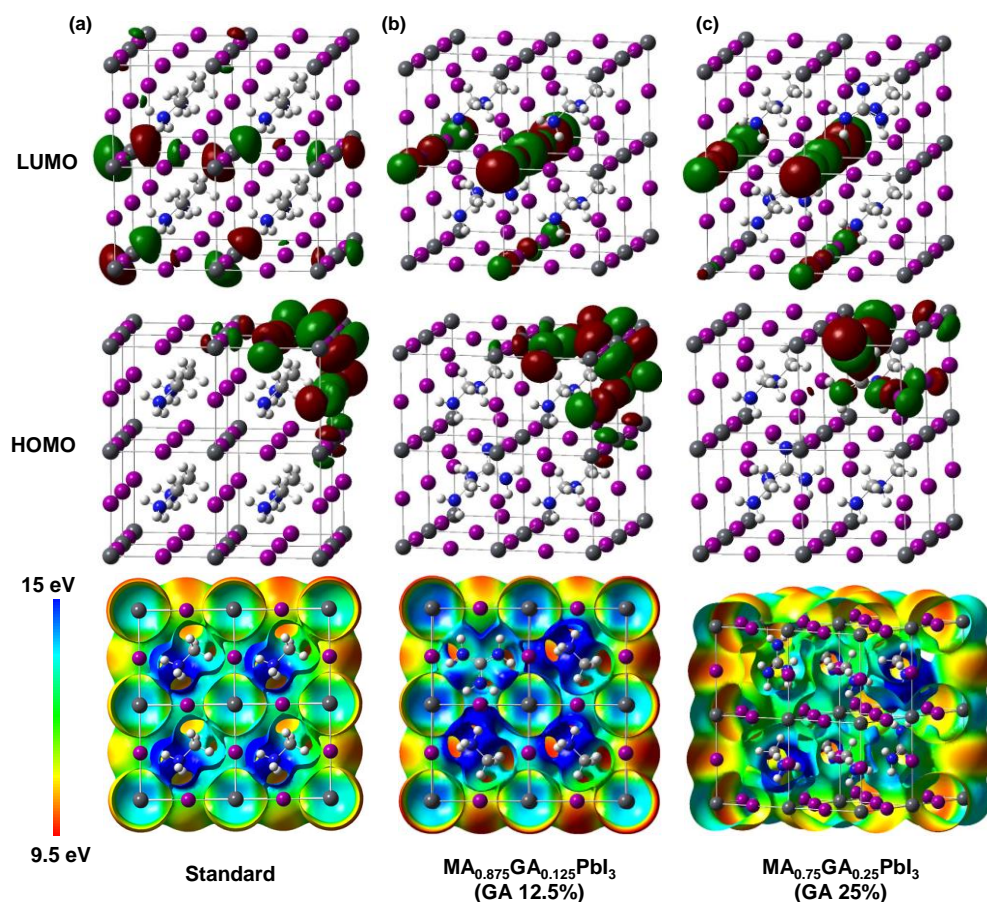 (a)
(b)
(c)
LUMO
HOMO
15 eV
9.5 eV
Standard
MA₀.₈₇₅GA₀.₁₂₅PbI₃
(GA 12.5%)
MA₀.₇₅GA₀.₂₅PbI₃
(GA 25%)